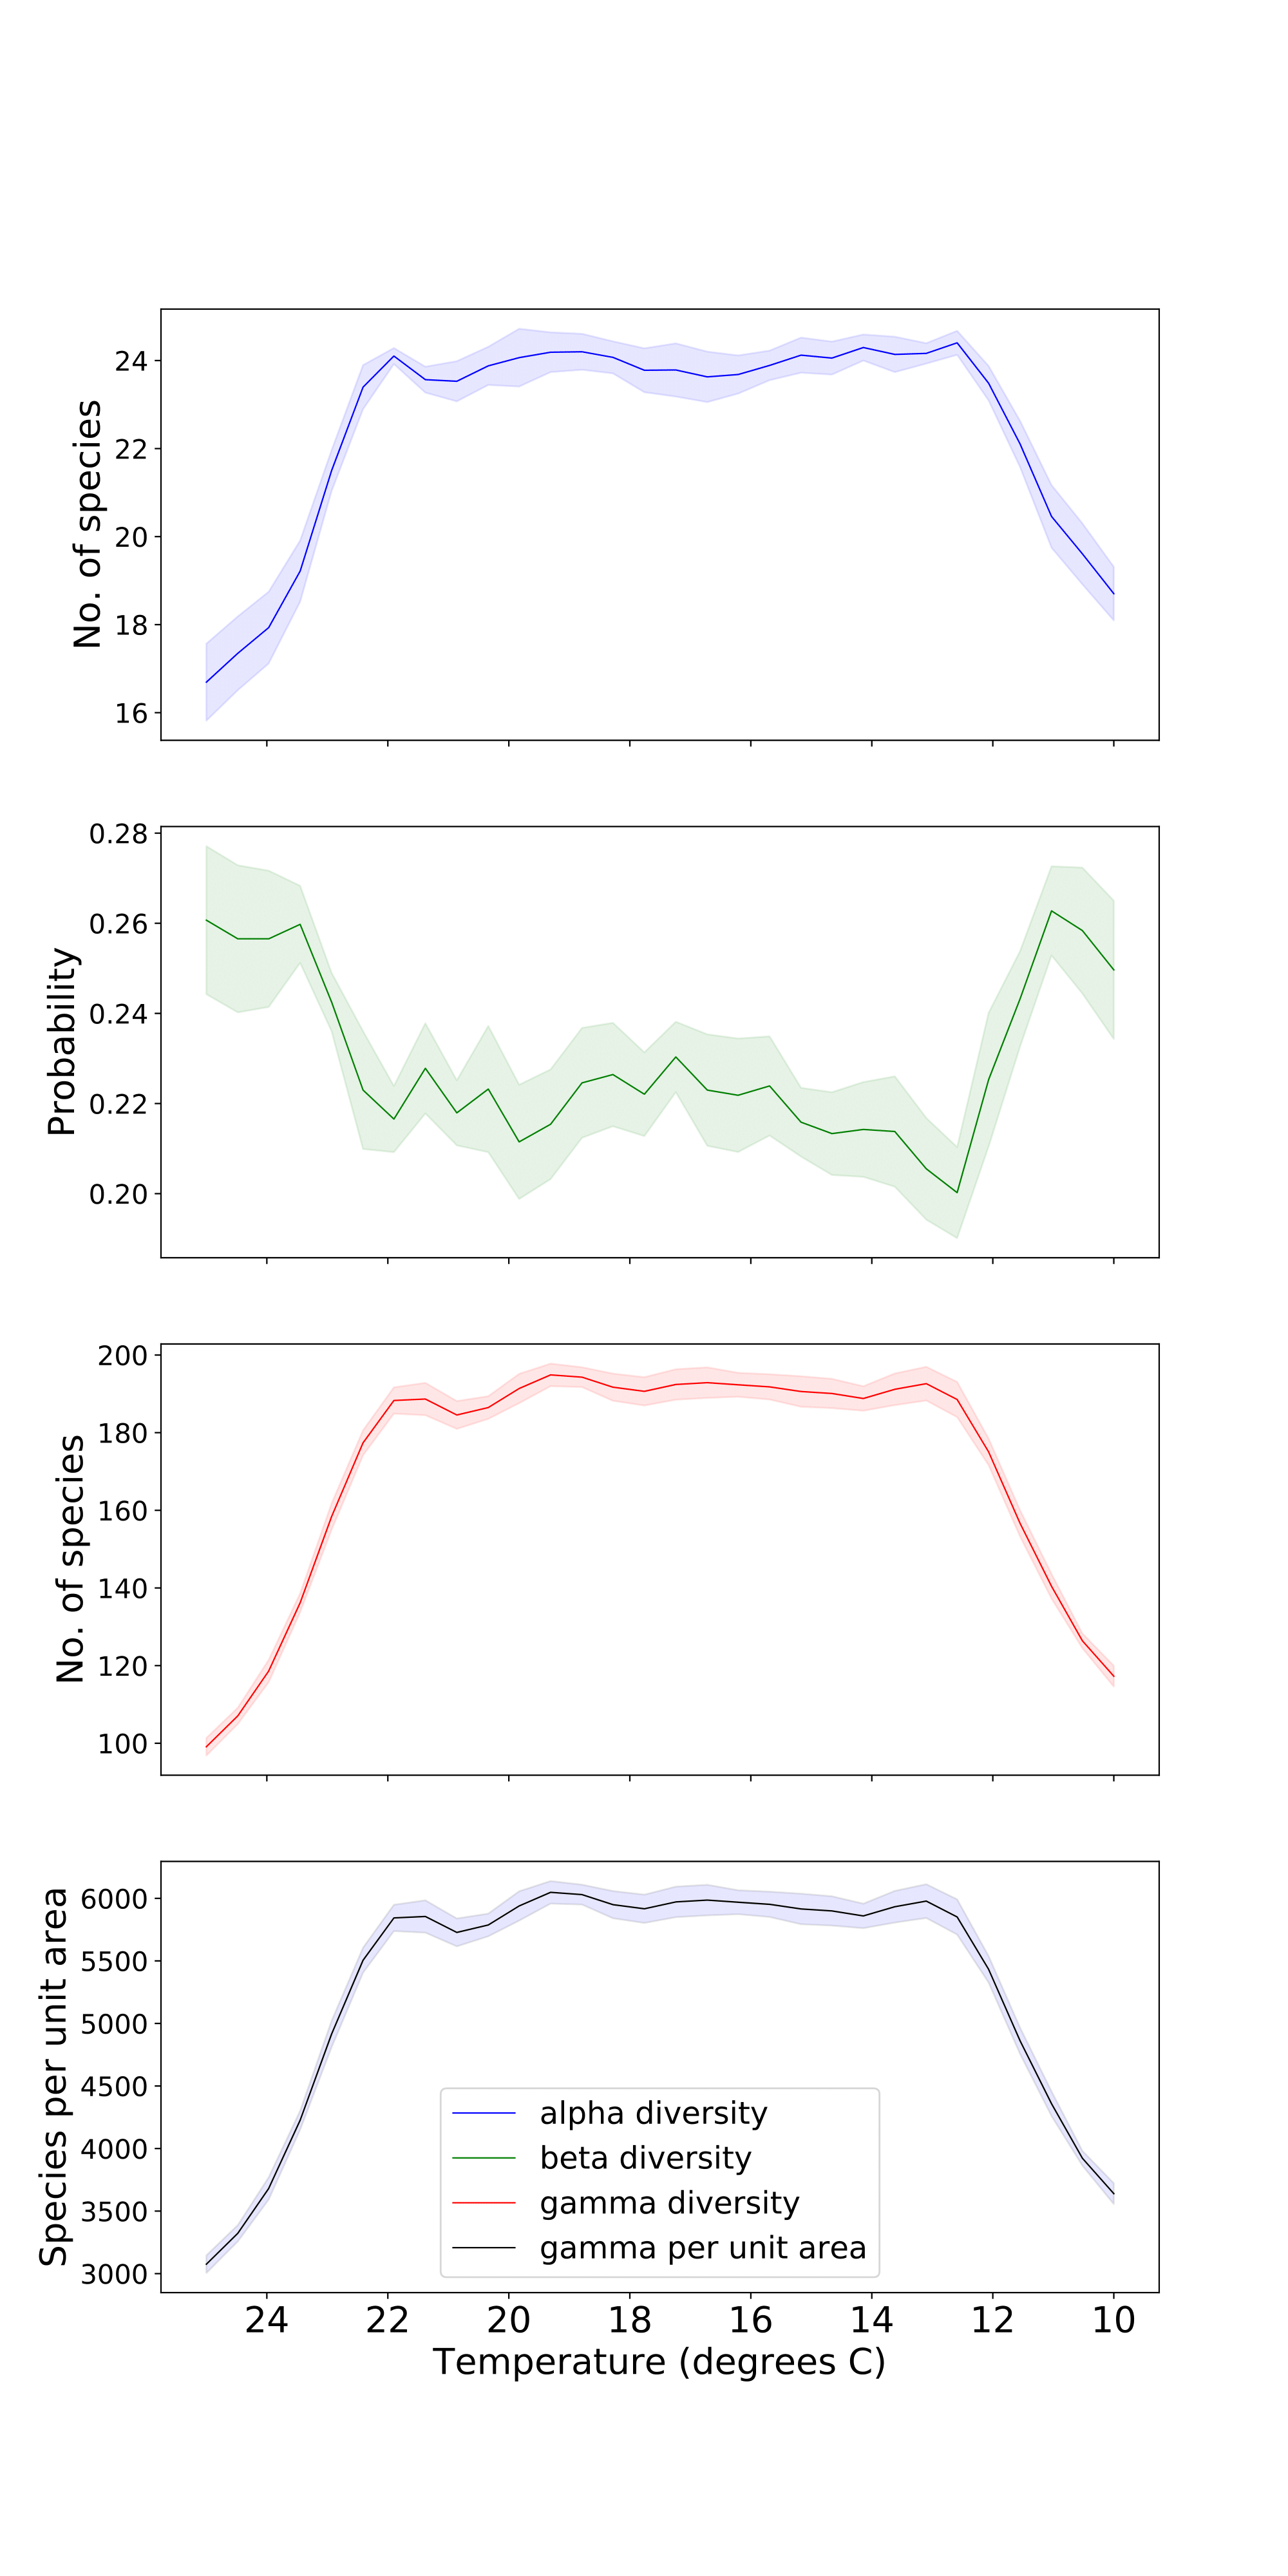 24
22
20
18
16
No. of species
0.28
0.26
0.24
0.22
0.20
Probability
200
180
160
140
120
100
No. of species
6000
5500
5000
4500
4000
3500
3000
Species per unit area
alpha diversity
beta diversity
gamma diversity
gamma per unit area
24 22 20 18 16 14 12 10
Temperature (degrees C)